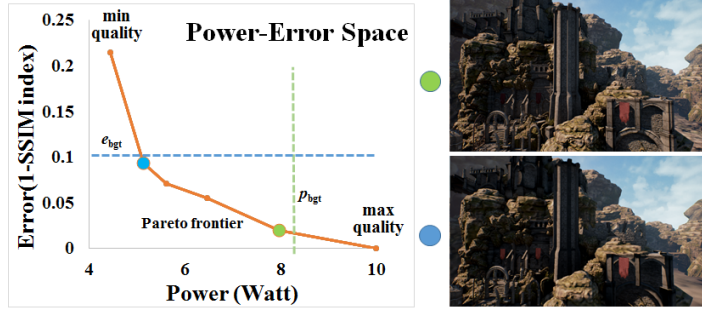 min
quality
Power-Error Space
0.25
0.2
0.15
0.1
0.05
0
Error(1-SSIM index)
e_bgt
p_bgt
Pareto frontier
max
quality
4
6
8
10
Power (Watt)